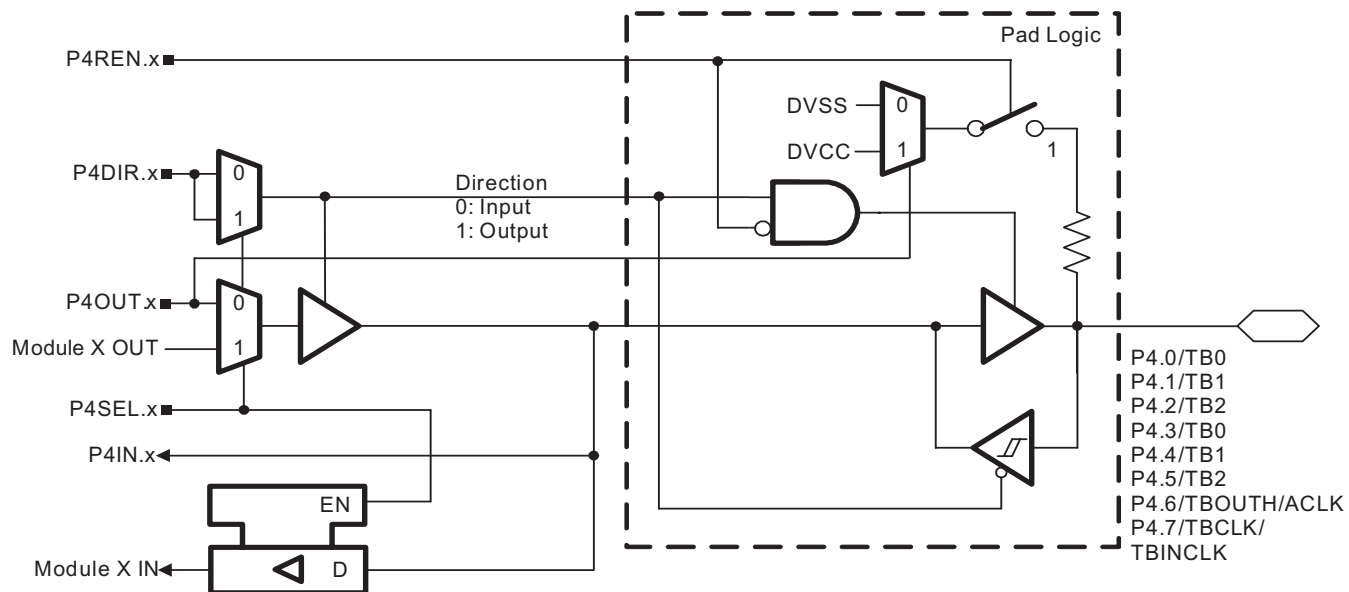 Pad Logic
P4REN.x
DVSS
0
DVCC
1
1
P4DIR.x
0
1
Direction
0: Input
1: Output
P4OUT.x
0
Module X OUT
1
P4SEL.x
P4IN.x
EN
Module X IN
D
P4.0/TB0
P4.1/TB1
P4.2/TB2
P4.3/TB0
P4.4/TB1
P4.5/TB2
P4.6/TBOUTH/ACLK
P4.7/TBCLK/
TBINCLK